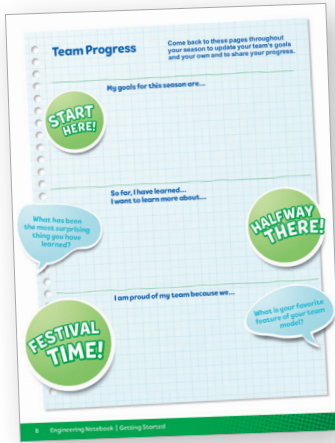 Team Progress
Come back to these pages throughout
your season to update your team's goals
and your own and to share your progress.
My goals for this season are...
START
HERE!
So far, I have learned...
I want to learn more about...
What has been
the most surprising
thing you have
learned?
HALFWAY
THERE!
I am proud of my team because we...
What is your favorite
feature of your team
model?
FESTIVAL
TIME!
8 Engineering Notebook | Getting Started